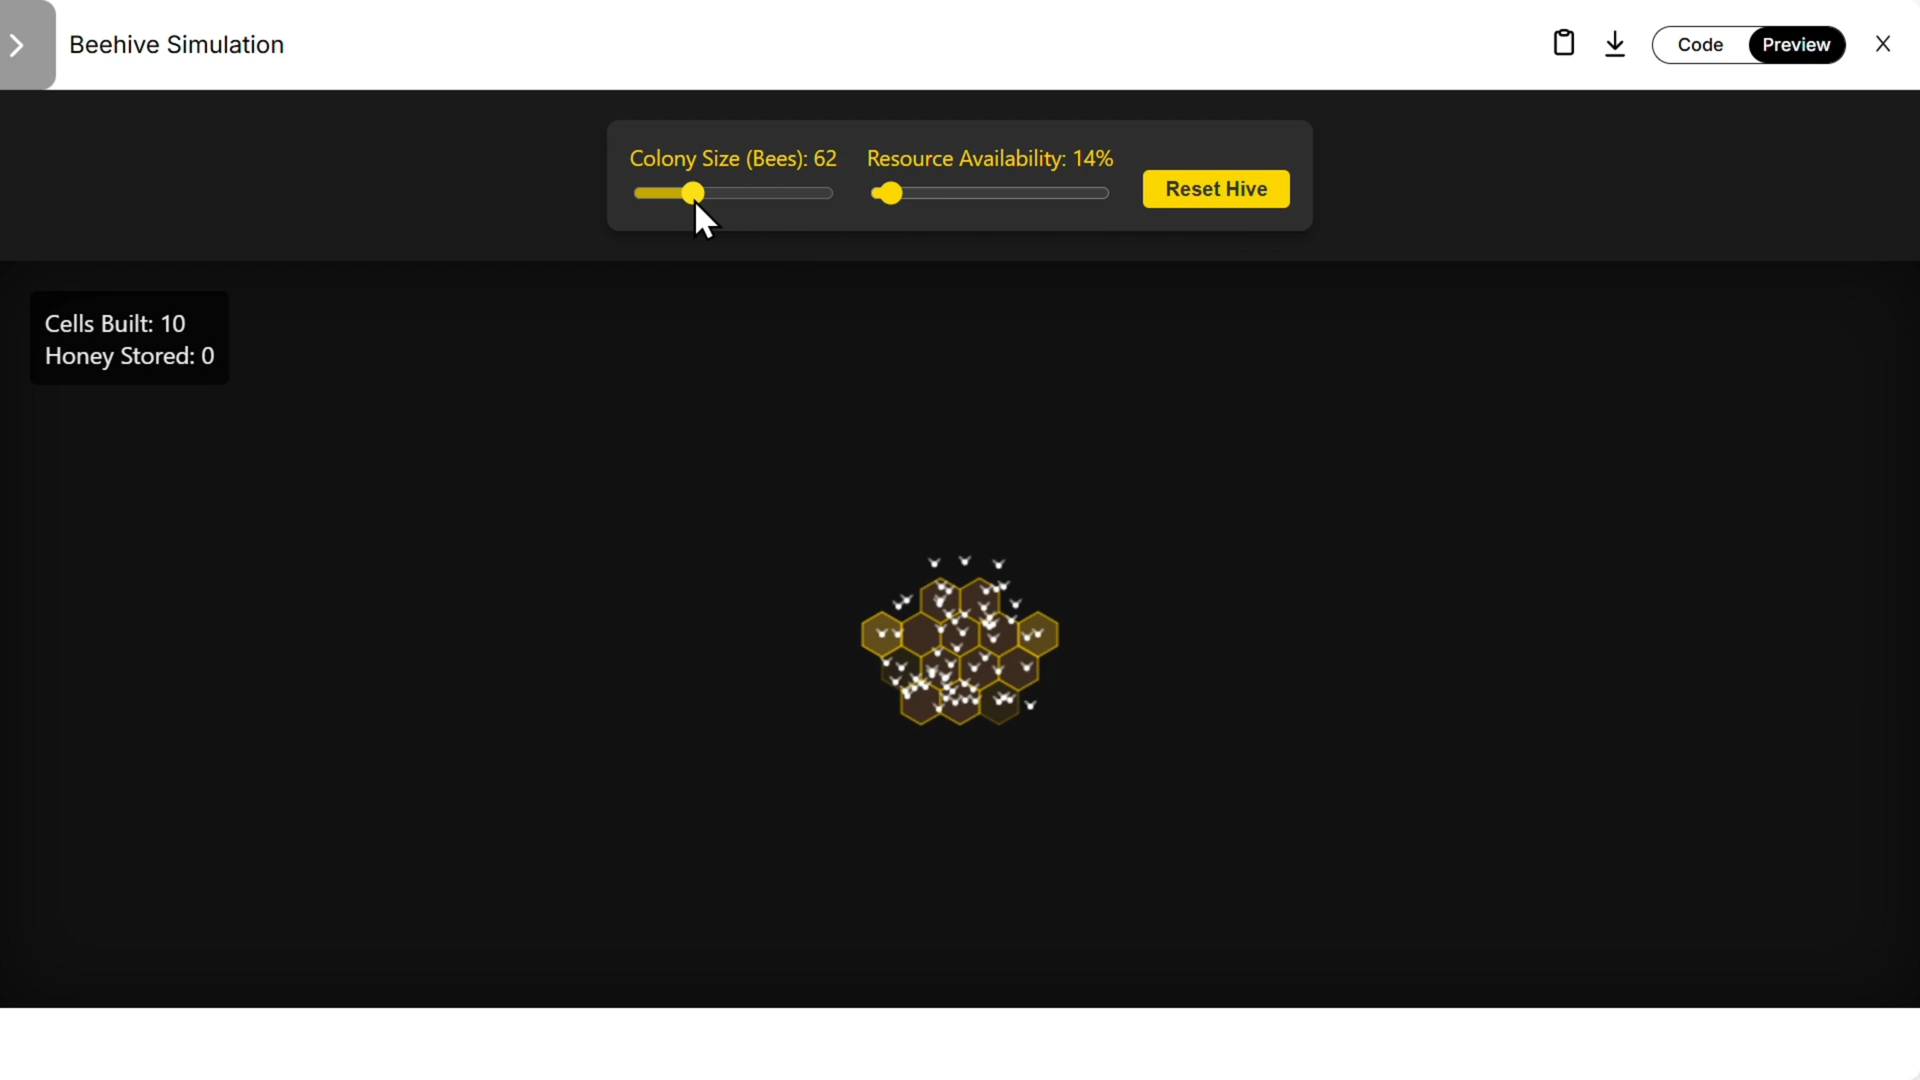 Beehive Simulation
Code
Preview
Colony Size (Bees): 62
Resource Availability: 14%
Reset Hive
Cells Built: 10
Honey Stored: 0